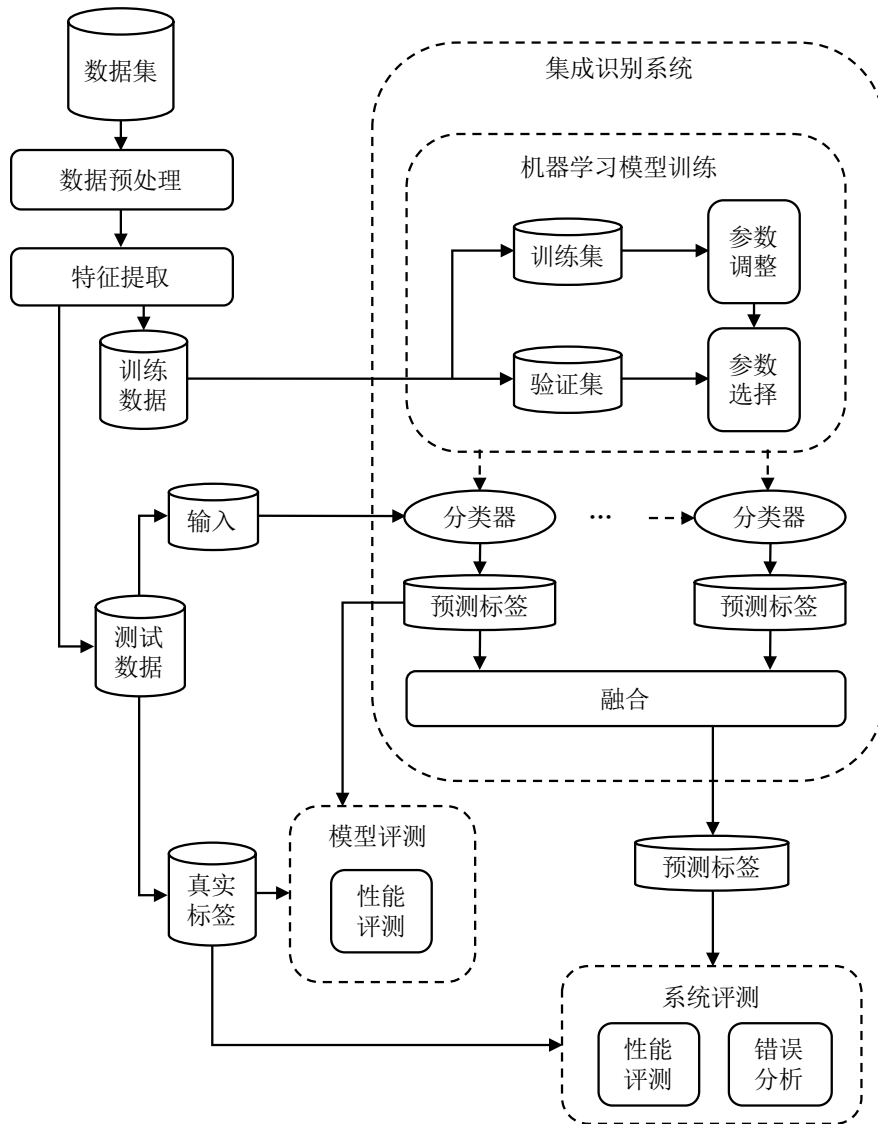 数据集
集成识别系统
数据预处理
机器学习模型训练
特征提取
训练集
参数
调整
训练
数据
验证集
参数
选择
输入
分类器
…
分类器
预测标签
预测标签
测试
数据
融合
模型评测
真实
标签
性能
评测
预测标签
系统评测
性能
评测
错误
分析